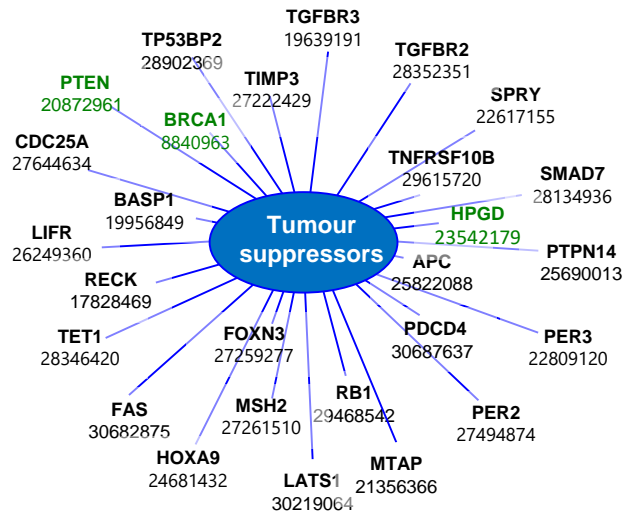 TGFBR3
19639191
TP53BP2
28902369
TGFBR2
28352351
TIMP3
27222429
PTEN
20872961
SPRY
22617155
BRCA1
8840963
CDC25A
27644634
TNFRSF10B
29615720
SMAD7
28134936
BASP1
19956849
HPGD
23542179
Tumour
suppressors
LIFR
26249360
PTPN14
25690013
APC
25822088
RECK
17828469
TET1
28346420
FOXN3
27259277
PDCD4
30687637
PER3
22809120
FAS
30682875
MSH2
27261510
RB1
29468542
PER2
27494874
HOXA9
24681432
LATS1
30219064
MTAP
21356366